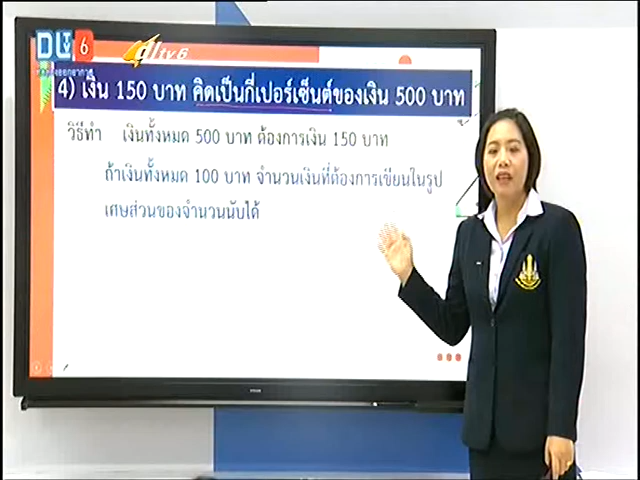 DLTV 6
dltv6
4) เงิน 150 บาท คิดเป็นกี่เปอร์เซ็นต์ของเงิน 500 บาท
วิธีทำ เงินทั้งหมด 500 บาท ต้องการเงิน 150 บาท
ถ้าเงินทั้งหมด 100 บาท จำนวนเงินที่ต้องการเขียนในรูป
เศษส่วนของจำนวนนับได้